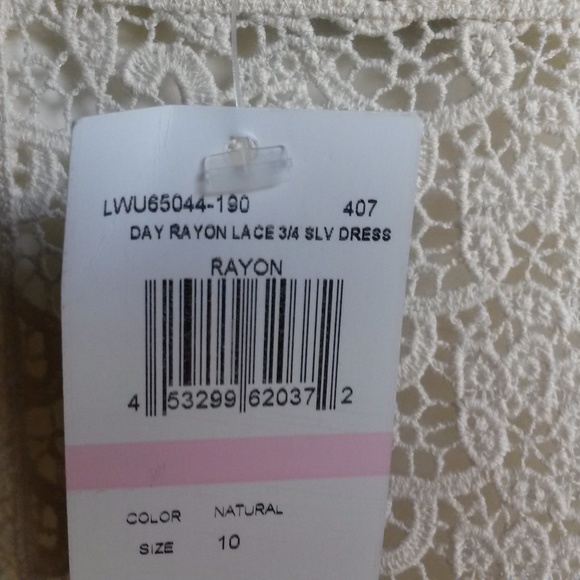 LWU65044-190 407
DAY RAYON LACE 3/4 SLV DRESS
RAYON
4 53299 62037 2
COLOR NATURAL
SIZE 10